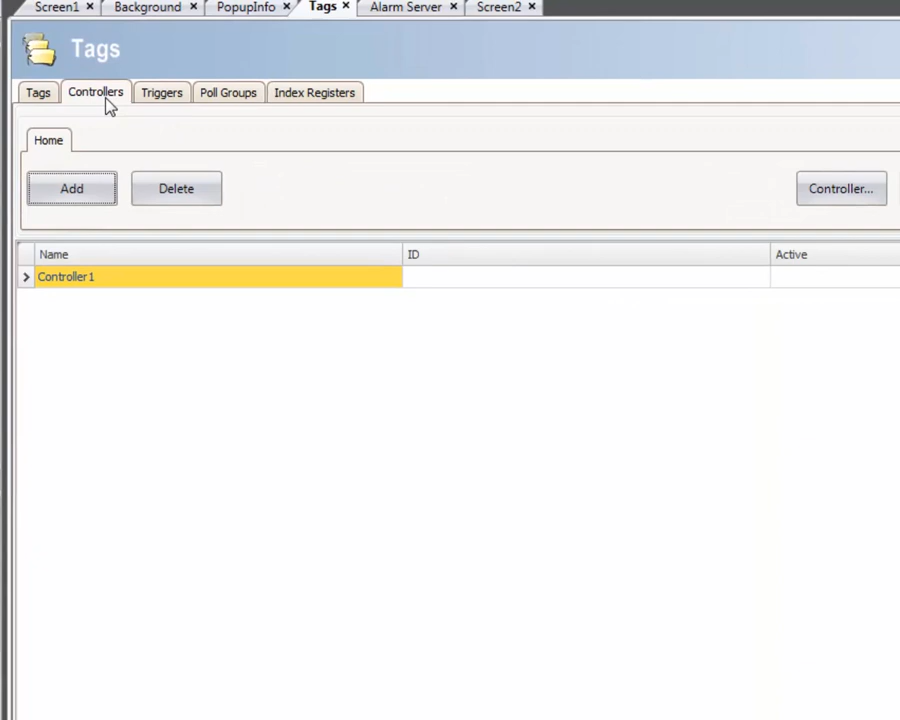 Screen1 Background PopupInfo Tags Alarm Server Screen2
Tags
Tags Controllers Triggers Poll Groups Index Registers
Home
Add Delete Controller...
Name ID Active
Controller1